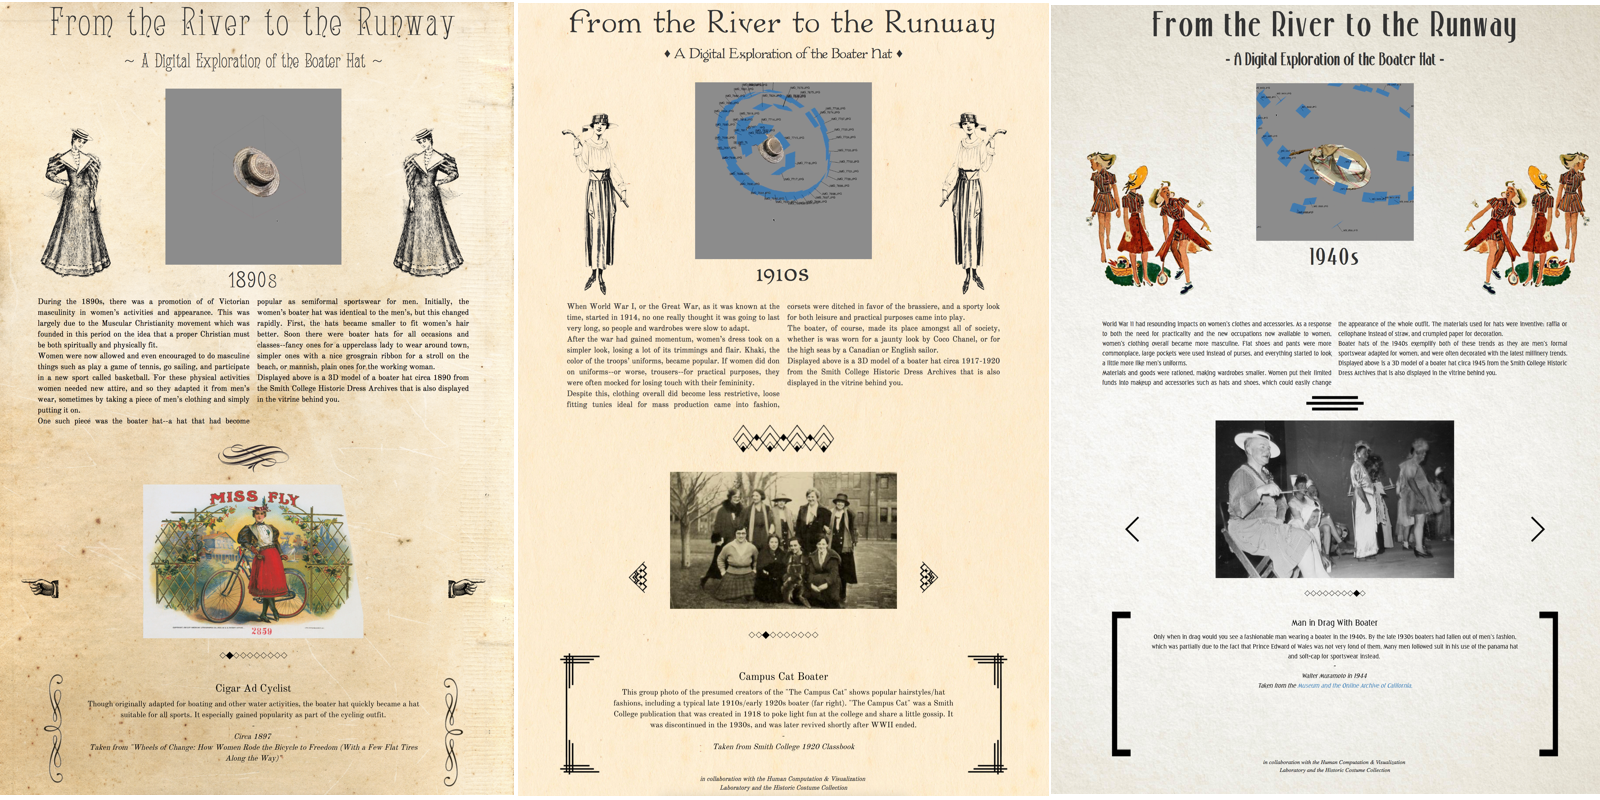 From the River to the Runway
~ A Digital Exploration of the Boater Hat ~
1890s
During the 1890s, there was a promotion of Victorian
masculinity in women's activities and appearance. This was
largely due to the Muscular Christianity movement which was
founded in this period on the idea that a proper Christian must
be both spiritually and physically fit.
Women were now allowed and even encouraged to do masculine
things such as play a game of tennis, go sailing, and participate
in a new sport called basketball. For these physical activities
women needed new attire, and so they adapted it from men's
wear, sometimes by taking a piece of men's clothing and simply
putting it on.
One such piece was the boater hat--a hat that had become
popular as semiformal sportswear for men. Initially, the
women's boater hat was identical to the men's, but this changed
rapidly. First, the hats became smaller to fit women's hair
better. Soon there were boater hats for all occasions and
classes--fancy ones for a upperclass lady to wear around town,
simpler ones with a nice grosgrain ribbon for a stroll on the
beach, or mannish, plain ones for the working woman.
Displayed above is a 3D model of a boater hat circa 1890 from
the Smith College Historic Dress Archives that is also displayed
in the vitrine behind you.
MISS FLY
2859
Cigar Ad Cyclist
Though originally adapted for boating and other water activities, the boater hat quickly became a hat
suitable for all sports. It especially gained popularity as part of the cycling outfit.
-
Circa 1897
Taken from "Wheels of Change: How Women Rode the Bicycle to Freedom (With a Few Flat Tires
Along the Way)"
From the River to the Runway
♦ A Digital Exploration of the Boater Hat ♦
1910s
When World War I, or the Great War, as it was known at the
time, started in 1914, no one really thought it was going to last
very long, so people and wardrobes were slow to adapt.
After the war had gained momentum, women's dress took on a
simpler look, losing a lot of its trimmings and flair. Khaki, the
color of the troops' uniforms, became popular. If women did don
on uniforms--or worse, trousers--for practical purposes, they
were often mocked for losing touch with their femininity.
Despite this, clothing overall did become less restrictive, loose
fitting tunics ideal for mass production came into fashion,
corsets were ditched in favor of the brassiere, and a sporty look
for both leisure and practical purposes came into play.
The boater, of course, made its place amongst all of society,
whether is was worn for a jaunty look by Coco Chanel, or for
the high seas by a Canadian or English sailor.
Displayed above is a 3D model of a boater hat circa 1917-1920
from the Smith College Historic Dress Archives that is also
displayed in the vitrine behind you.
Campus Cat Boater
This group photo of the presumed creators of the "The Campus Cat" shows popular hairstyles/hat
fashions, including a typical late 1910s/early 1920s boater (far right). "The Campus Cat" was a Smith
College publication that was created in 1918 to poke light fun at the college and share a little gossip. It
was discontinued in the 1930s, and was later revived shortly after WWII ended.
-
Taken from Smith College 1920 Classbook
in collaboration with the Human Computation & Visualization
Laboratory and the Historic Costume Collection
From the River to the Runway
- A Digital Exploration of the Boater Hat -
1940s
World War II had resounding impacts on women's clothes and accessories. As a response
to both the need for practicality and the new occupations now available to women,
women's clothing overall became more masculine. Flat shoes and pants were more
commonplace, large pockets were used instead of purses, and everything started to look
a little more like men's uniforms.
Materials and goods were rationed, making wardrobes smaller. Women put their limited
funds into makeup and accessories such as hats and shoes, which could easily change
the appearance of the whole outfit. The materials used for hats were inventive: raffia or
cellophane instead of straw, and crumpled paper for decoration.
Boater hats of the 1940s exemplify both of these trends as they are men's formal
sportswear adapted for women, and were often decorated with the latest millinery trends.
Displayed above is a 3D model of a boater hat circa 1945 from the Smith College Historic
Dress Archives that is also displayed in the vitrine behind you.
Man in Drag With Boater
Only when in drag would you see a fashionable man wearing a boater in the 1940s. By the late 1930s boaters had fallen out of men's fashion,
which was partially due to the fact that Prince Edward of Wales was not very fond of them. Many men followed suit in his use of the panama hat
and soft-cap for sportswear instead.
-
Walter Muramoto in 1944
Taken from the Museum and the Online Archive of California.
in collaboration with the Human Computation & Visualization
Laboratory and the Historic Costume Collection